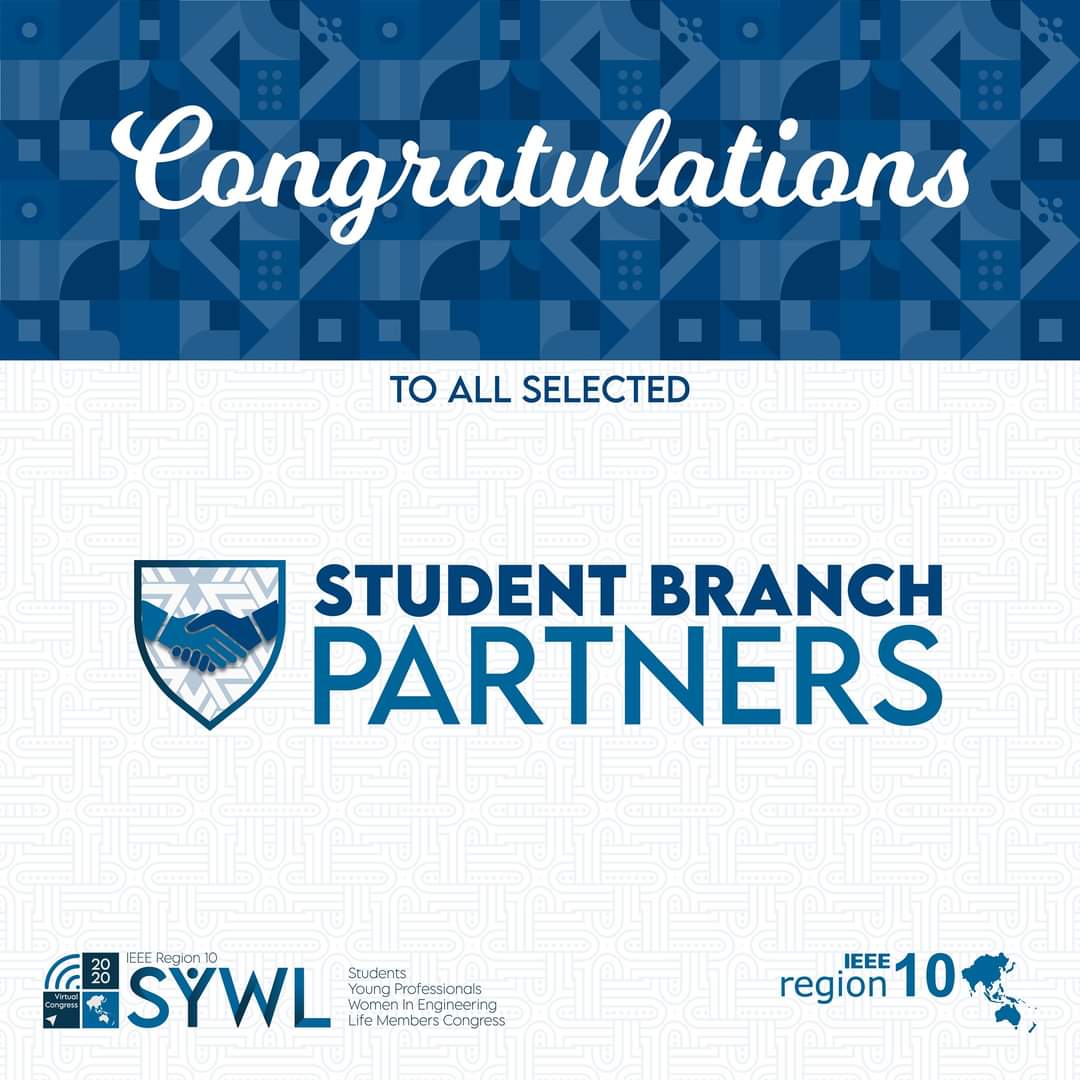 Congratulations
TO ALL SELECTED
STUDENT BRANCH
PARTNERS
20
20
Virtual
Congress
IEEE Region 10
SYWL
Students
Young Professionals
Women In Engineering
Life Members Congress
IEEE
region 10